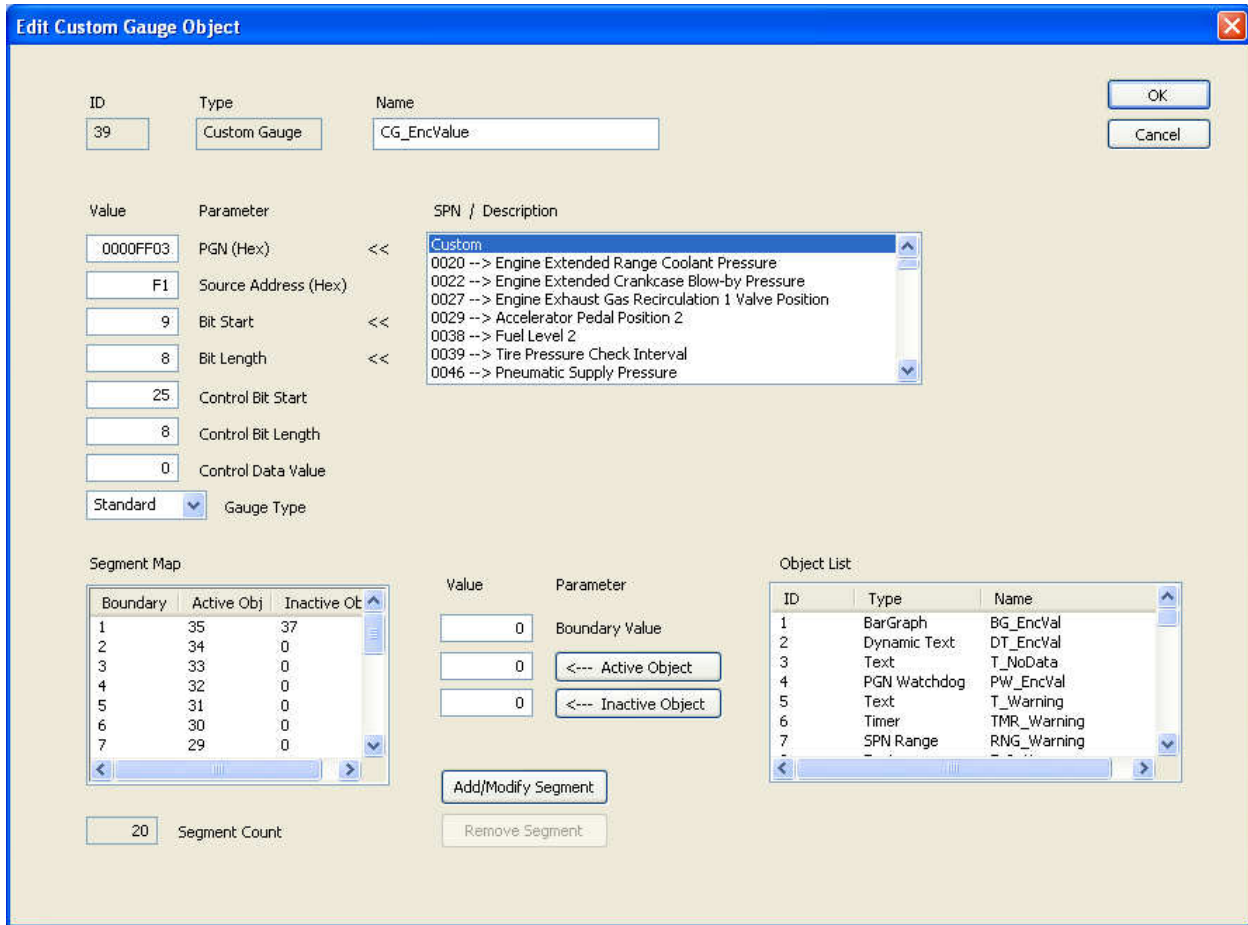 Edit Custom Gauge Object
ID Type Name
39 Custom Gauge CG_EncValue
OK
Cancel
Value Parameter SPN / Description
0000FF03 PGN (Hex) <<
F1 Source Address (Hex)
9 Bit Start <<
8 Bit Length <<
25 Control Bit Start
8 Control Bit Length
0 Control Data Value
Standard Gauge Type
Custom
0020 --> Engine Extended Range Coolant Pressure
0022 --> Engine Extended Crankcase Blow-by Pressure
0027 --> Engine Exhaust Gas Recirculation 1 Valve Position
0029 --> Accelerator Pedal Position 2
0038 --> Fuel Level 2
0039 --> Tire Pressure Check Interval
0046 --> Pneumatic Supply Pressure
Segment Map
Boundary Active Obj Inactive Ob
1 35 37
2 34 0
3 33 0
4 32 0
5 31 0
6 30 0
7 29 0
20 Segment Count
Value Parameter
0 Boundary Value
0 <--- Active Object
0 <--- Inactive Object
Add/Modify Segment
Remove Segment
Object List
ID Type Name
1 BarGraph BG_EncVal
2 Dynamic Text DT_EncVal
3 Text T_NoData
4 PGN Watchdog PW_EncVal
5 Text T_Warning
6 Timer TMR_Warning
7 SPN Range RNG_Warning